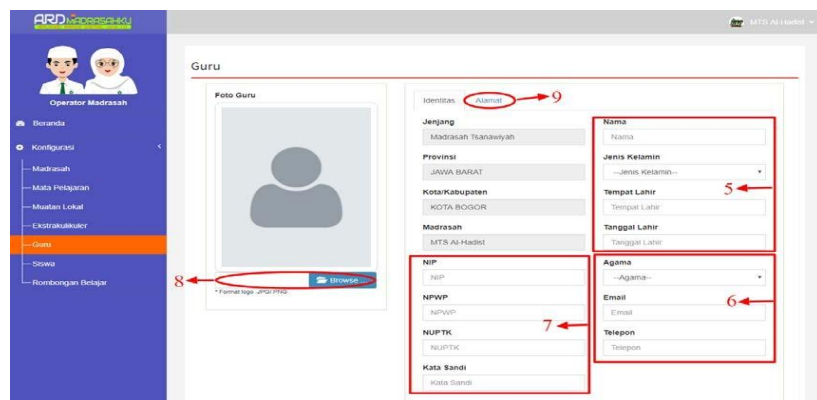 ARD MADRASAHKU
MTS Al-Hadist
Operator Madrasah
Beranda
Konfigurasi
Madrasah
Mata Pelajaran
Muatan Lokal
Ekstrakulikuler
Guru
Siswa
Rombongan Belajar
Guru
Foto Guru
8
Browse ...
* Format logo .JPG/.PNG .
Identitas
Alamat
9
Jenjang
Madrasah Tsanawiyah
Provinsi
JAWA BARAT
Kota/Kabupaten
KOTA BOGOR
Madrasah
MTS Al-Hadist
NIP
NIP
NPWP
NPWP
NUPTK
NUPTK
Kata Sandi
Kata Sandi
7
Nama
Nama
Jenis Kelamin
--Jenis Kelamin--
Tempat Lahir
Tempat Lahir
5
Tanggal Lahir
Tanggal Lahir
Agama
--Agama--
Email
Email
6
Telepon
Telepon